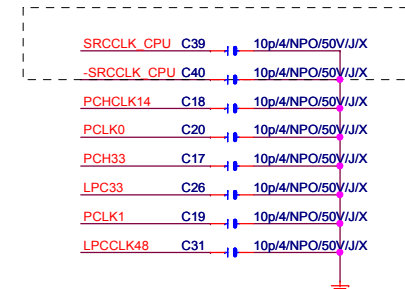 SRCCLK_CPU C39 10p/4/NPO/50V/J/X
-SRCCLK_CPU C40 10p/4/NPO/50V/J/X
PCHCLK14 C18 10p/4/NPO/50V/J/X
PCLK0 C20 10p/4/NPO/50V/J/X
PCH33 C17 10p/4/NPO/50V/J/X
LPC33 C26 10p/4/NPO/50V/J/X
PCLK1 C19 10p/4/NPO/50V/J/X
LPCCLK48 C31 10p/4/NPO/50V/J/X